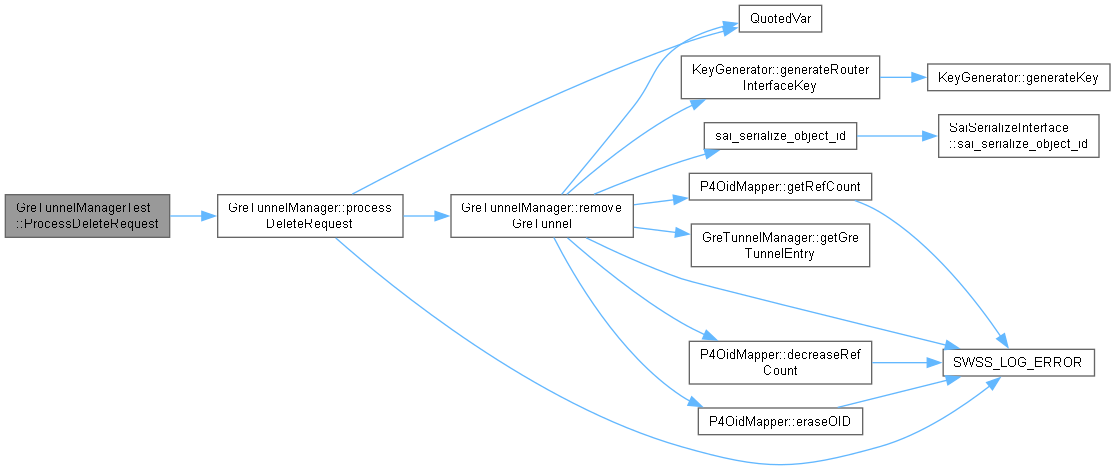 GreTunnelManagerTest
::ProcessDeleteRequest
GreTunnelManager::process
DeleteRequest
GreTunnelManager::remove
GreTunnel
QuotedVar
KeyGenerator::generateRouter
InterfaceKey
KeyGenerator::generateKey
sai_serialize_object_id
SaiSerializeInterface
::sai_serialize_object_id
P4OidMapper::getRefCount
GreTunnelManager::getGre
TunnelEntry
P4OidMapper::decreaseRef
Count
SWSS_LOG_ERROR
P4OidMapper::eraseOID